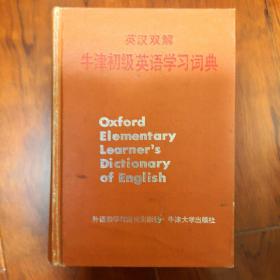 英汉双解
牛津初级英语学习词典
Oxford
Elementary
Learner's
Dictionary
of English
外语教学与研究出版社·牛津大学出版社